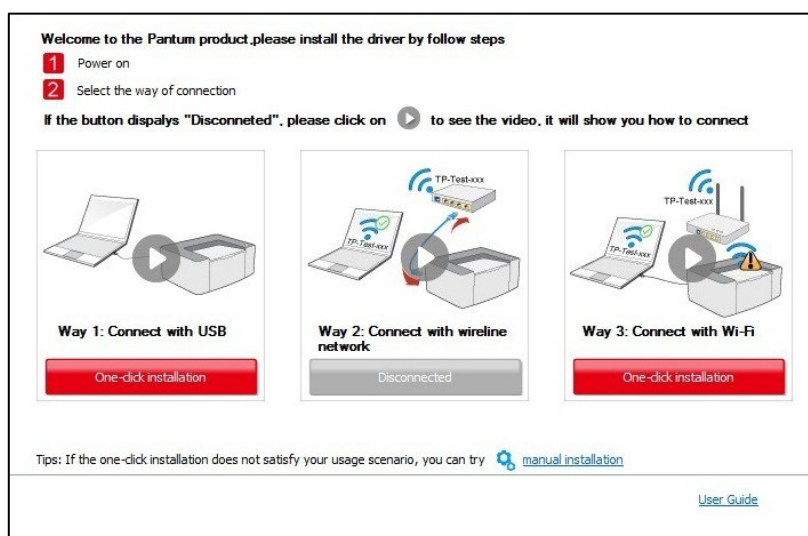 Welcome to the Pantum product,please install the driver by follow steps
1 Power on
2 Select the way of connection
If the button dispalys "Disconneted", please click on to see the video, it will show you how to connect
TP-Test-xxx
TP-Test-xxx
TP-Test-xxx
TP-Test-xxx
Way 1: Connect with USB
Way 2: Connect with wireline
network
Way 3: Connect with Wi-Fi
One-click installation
Disconnected
One-click installation
Tips: If the one-click installation does not satisfy your usage scenario, you can try manual installation
User Guide